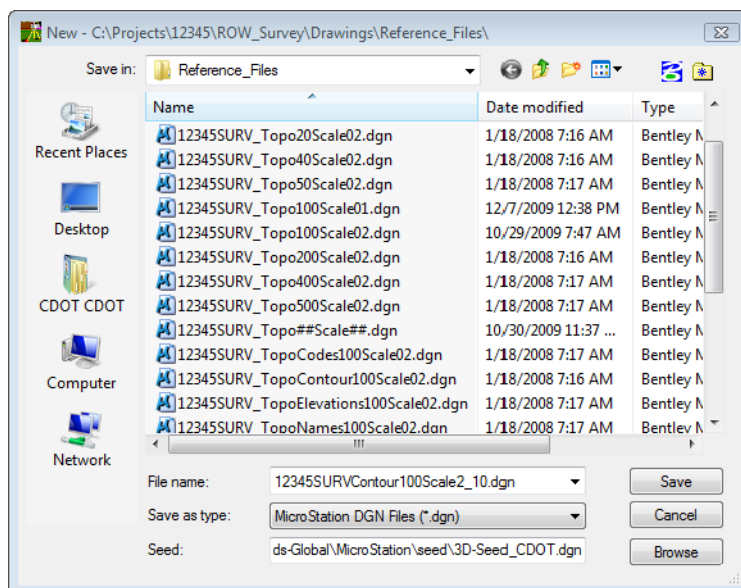 New - C:\Projects\12345\ROW_Survey\Drawings\Reference_Files\
Save in: Reference_Files
Name Date modified Type
12345SURV_Topo20Scale02.dgn 1/18/2008 7:16 AM Bentley M
12345SURV_Topo40Scale02.dgn 1/18/2008 7:16 AM Bentley M
12345SURV_Topo50Scale02.dgn 1/18/2008 7:17 AM Bentley M
12345SURV_Topo100Scale01.dgn 12/7/2009 12:38 PM Bentley M
12345SURV_Topo100Scale02.dgn 10/29/2009 7:47 AM Bentley M
12345SURV_Topo200Scale02.dgn 1/18/2008 7:16 AM Bentley M
12345SURV_Topo400Scale02.dgn 1/18/2008 7:17 AM Bentley M
12345SURV_Topo500Scale02.dgn 1/18/2008 7:17 AM Bentley M
12345SURV_Topo##Scale##.dgn 10/30/2009 11:37 ... Bentley M
12345SURV_TopoCodes100Scale02.dgn 1/18/2008 7:17 AM Bentley M
12345SURV_TopoContour100Scale02.dgn 1/18/2008 7:16 AM Bentley M
12345SURV_TopoElevations100Scale02.dgn 1/18/2008 7:17 AM Bentley M
12345SURV_TopoNames100Scale02.dgn 1/18/2008 7:17 AM Bentley M
Recent Places
Desktop
CDOT CDOT
Computer
Network
File name: 12345SURVContour100Scale2_10.dgn Save
Save as type: MicroStation DGN Files (*.dgn) Cancel
Seed: ds-Global\MicroStation\seed\3D-Seed_CDOT.dgn Browse